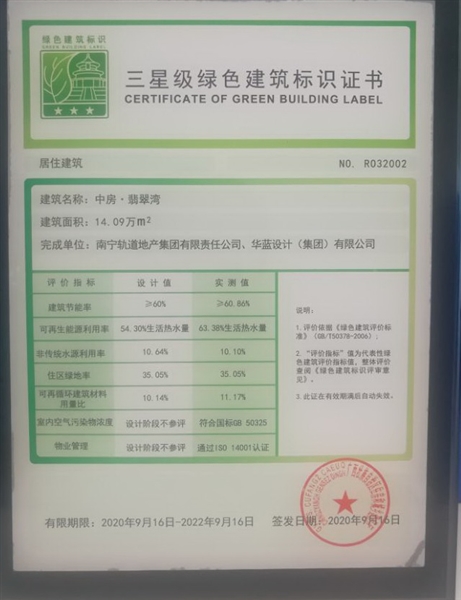 绿色建筑标识
GREEN BUILDING LABEL
三星级绿色建筑标识证书
CERTIFICATE OF GREEN BUILDING LABEL
居住建筑 NO. R032002
建筑名称：中房·翡翠湾
建筑面积：14.09万m²
完成单位：南宁轨道地产集团有限责任公司、华蓝设计（集团）有限公司
评价指标 设计值 实测值
建筑节能率 ≥60% ≥60.86%
可再生能源利用率 54.30%生活热水量 63.38%生活热水量
非传统水源利用率 10.64% 10.10%
住区绿地率 35.05% 35.05%
可再循环建筑材料
用量比 10.14% 11.17%
室内空气污染物浓度 设计阶段不参评 符合国标GB 50325
物业管理 设计阶段不参评 通过ISO 14001认证
说明：
1.评价依据《绿色建筑评价标
准》（GB/T50378-2006）；
2.“评价指标”值为代表性绿
色建筑评价指标值，整体评价
查阅《绿色建筑标识评审意
见》。
3.此证在有效期满后自动失效。
有限期限：2020年9月16日-2022年9月16日 签发日期：2020年9月16日